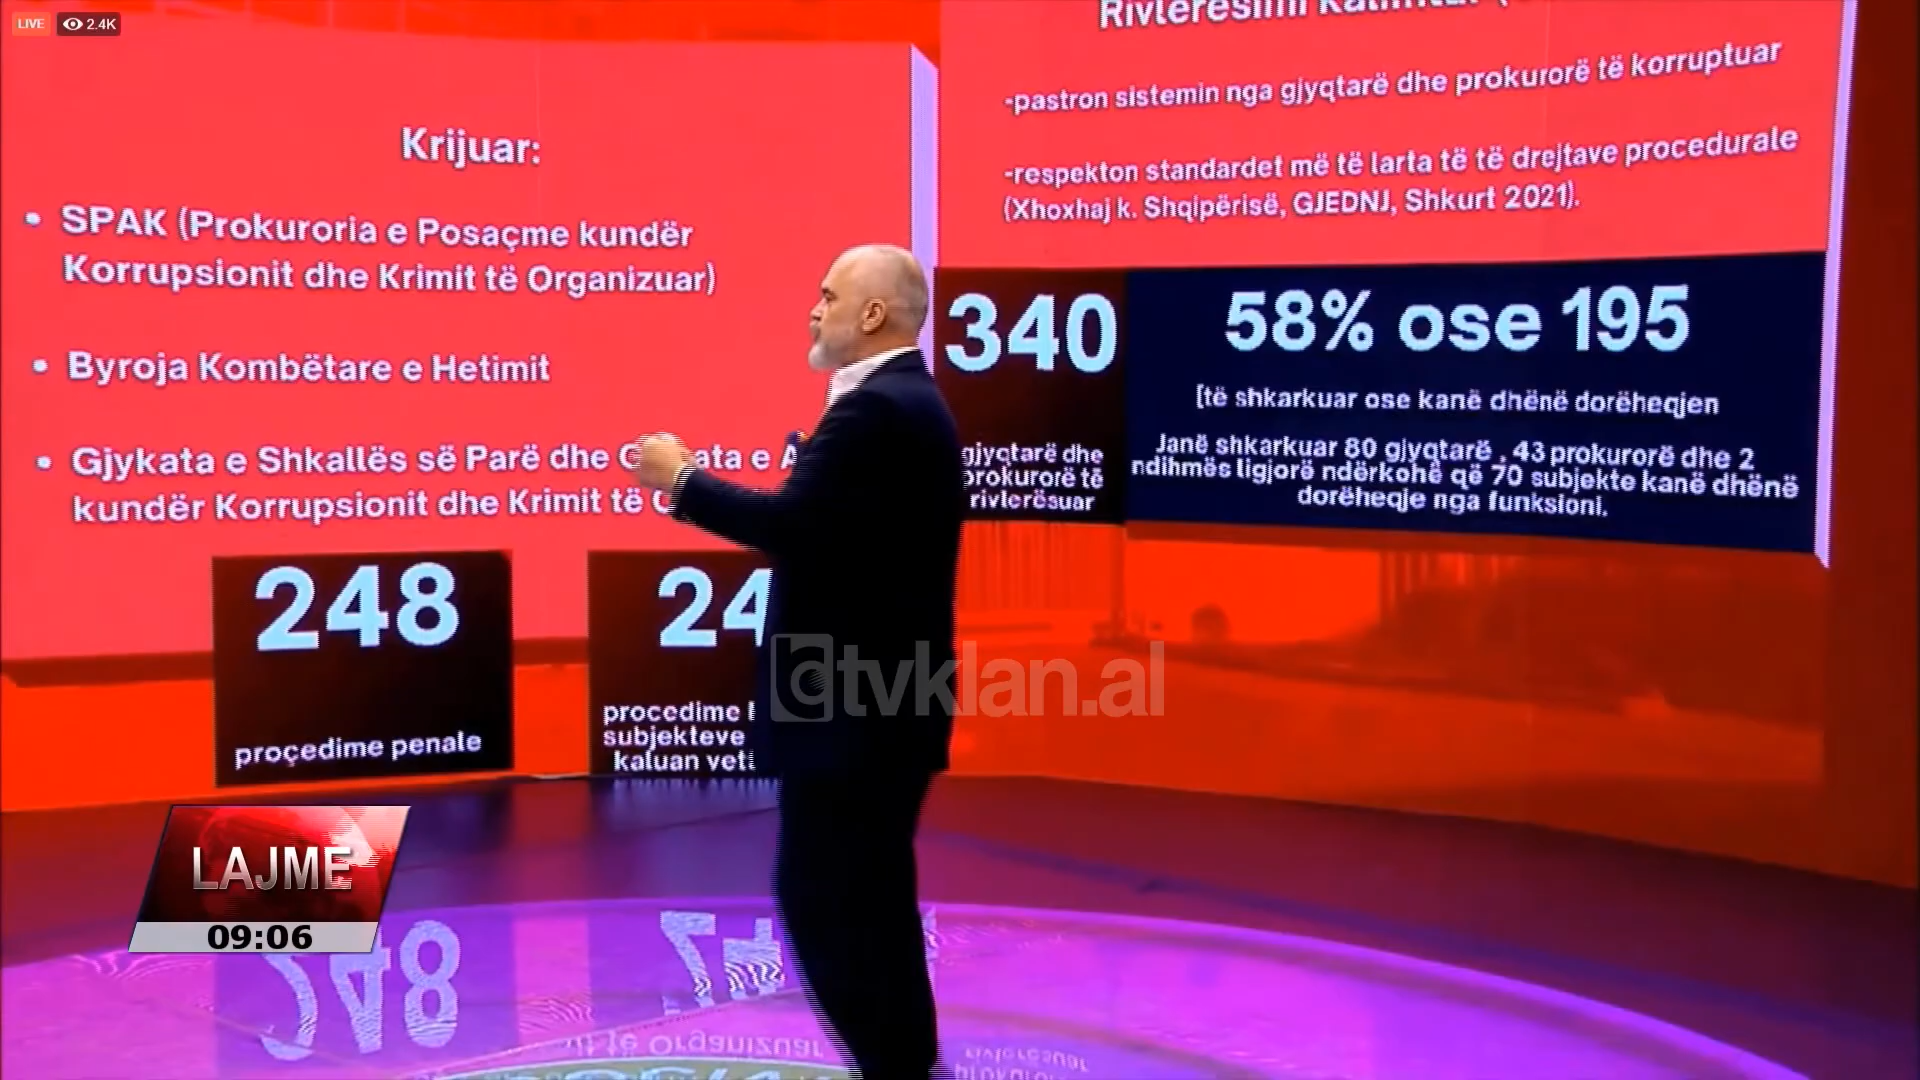 LIVE
2.4K
Krijuar:
• SPAK (Prokuroria e Posaçme kundër
Korrupsionit dhe Krimit të Organizuar)
• Byroja Kombëtare e Hetimit
• Gjykata e Shkallës së Parë dhe
kundër Korrupsionit dhe Krimit të
248
proçedime penale
24
procedime
subjekteve
kaluan
-pastron sistemin nga gjyqtarë dhe prokurorë të korruptuar
-respekton standardet më të larta të të drejtave procedurale
(Xhoxhaj k. Shqipërisë, GJEDNJ, Shkurt 2021).
340
gjyqtarë dhe
prokurorë të
rivlerësuar
58% ose 195
[të shkarkuar ose kanë dhënë dorëheqjen
Janë shkarkuar 80 gjyqtarë , 43 prokurorë dhe 2
ndihmës ligjorë ndërkohë që 70 subjekte kanë dhënë
dorëheqje nga funksioni.
tvklan.al
LAJME
09:06